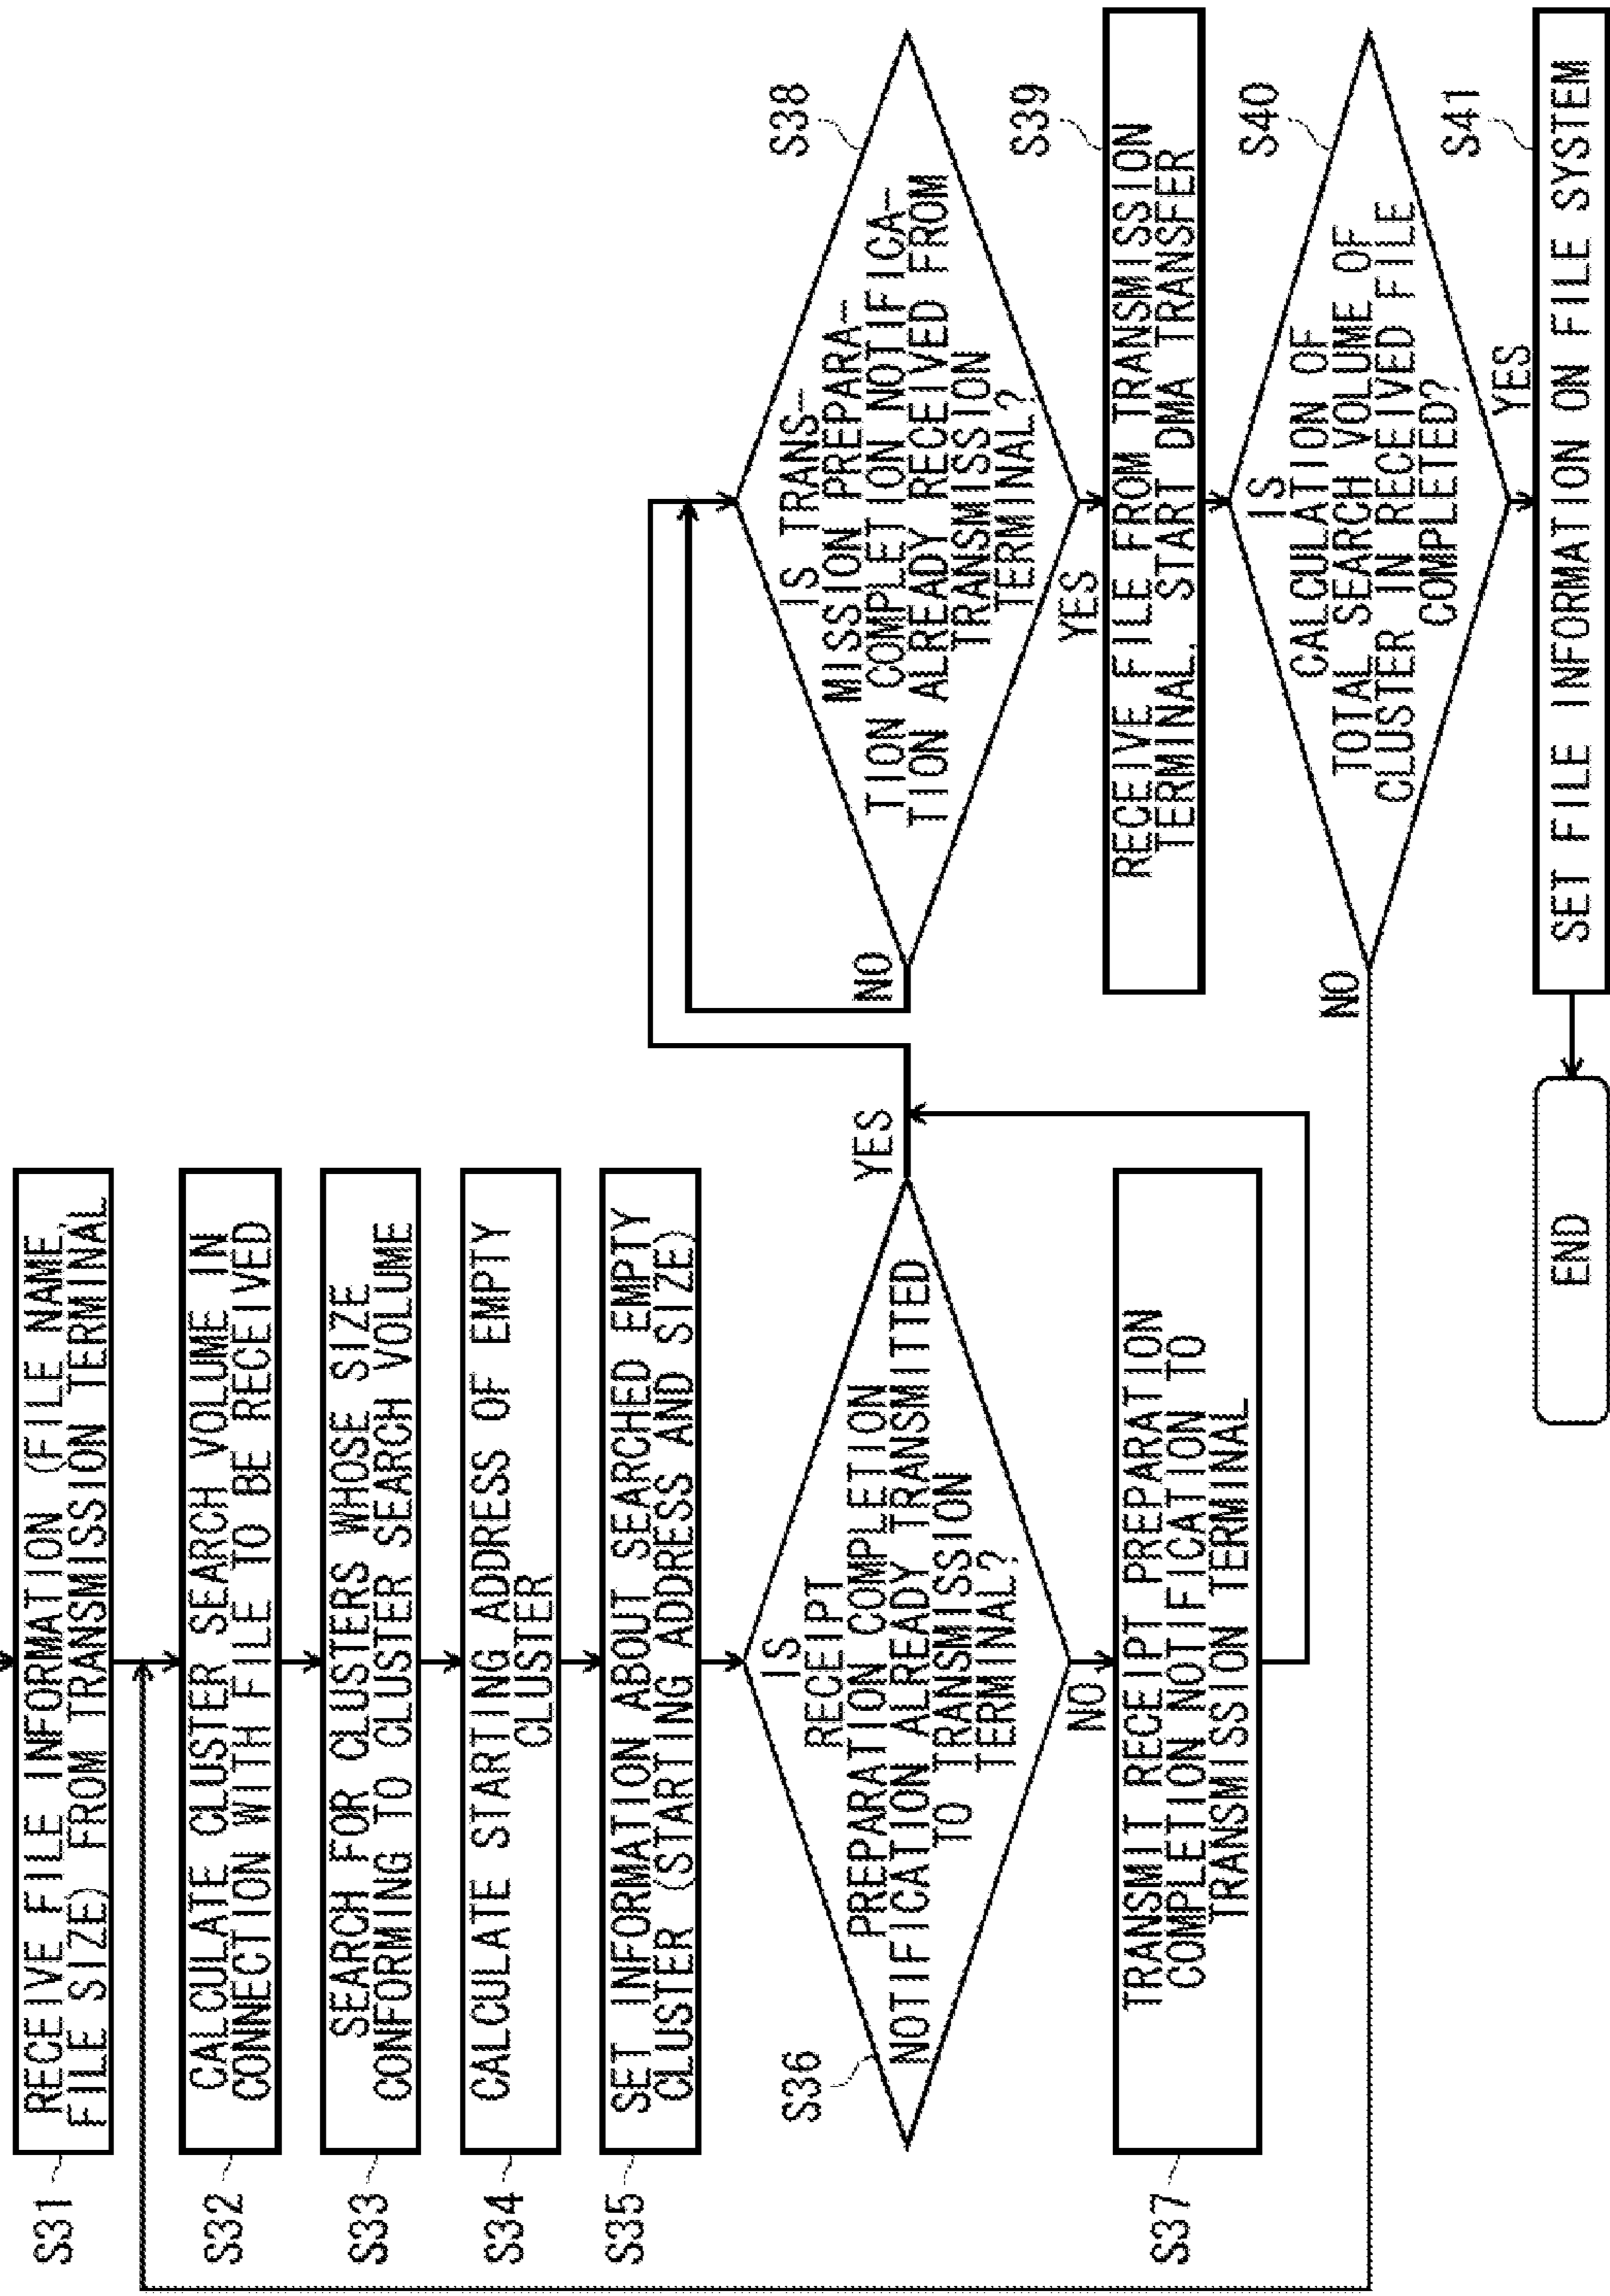 S31
RECEIVE FILE INFORMATION (FILE NAME,
FILE SIZE) FROM TRANSMISSION TERMINAL
S32
CALCULATE CLUSTER SEARCH VOLUME IN
CONNECTION WITH FILE TO BE RECEIVED
S33
SEARCH FOR CLUSTERS WHOSE SIZE
CONFORMING TO CLUSTER SEARCH VOLUME
S34
CALCULATE STARTING ADDRESS OF EMPTY
CLUSTER
S35
SET INFORMATION ABOUT SEARCHED EMPTY
CLUSTER (STARTING ADDRESS AND SIZE)
S36
IS
RECEIPT
PREPARATION COMPLETION
NOTIFICATION ALREADY TRANSMITTED
TO TRANSMISSION
TERMINAL?
YES
NO
S37
TRANSMIT RECEIPT PREPARATION
COMPLETION NOTIFICATION TO
TRANSMISSION TERMINAL
S38
IS TRANS-
MISSION PREPARA-
TION COMPLETION NOTIFICA-
TION ALREADY RECEIVED FROM
TRANSMISSION
TERMINAL?
NO
YES
S39
RECEIVE FILE FROM TRANSMISSION
TERMINAL. START DMA TRANSFER
S40
IS
CALCULATION OF
TOTAL SEARCH VOLUME OF
CLUSTER IN RECEIVED FILE
COMPLETED?
NO
YES
S41
SET FILE INFORMATION ON FILE SYSTEM
END